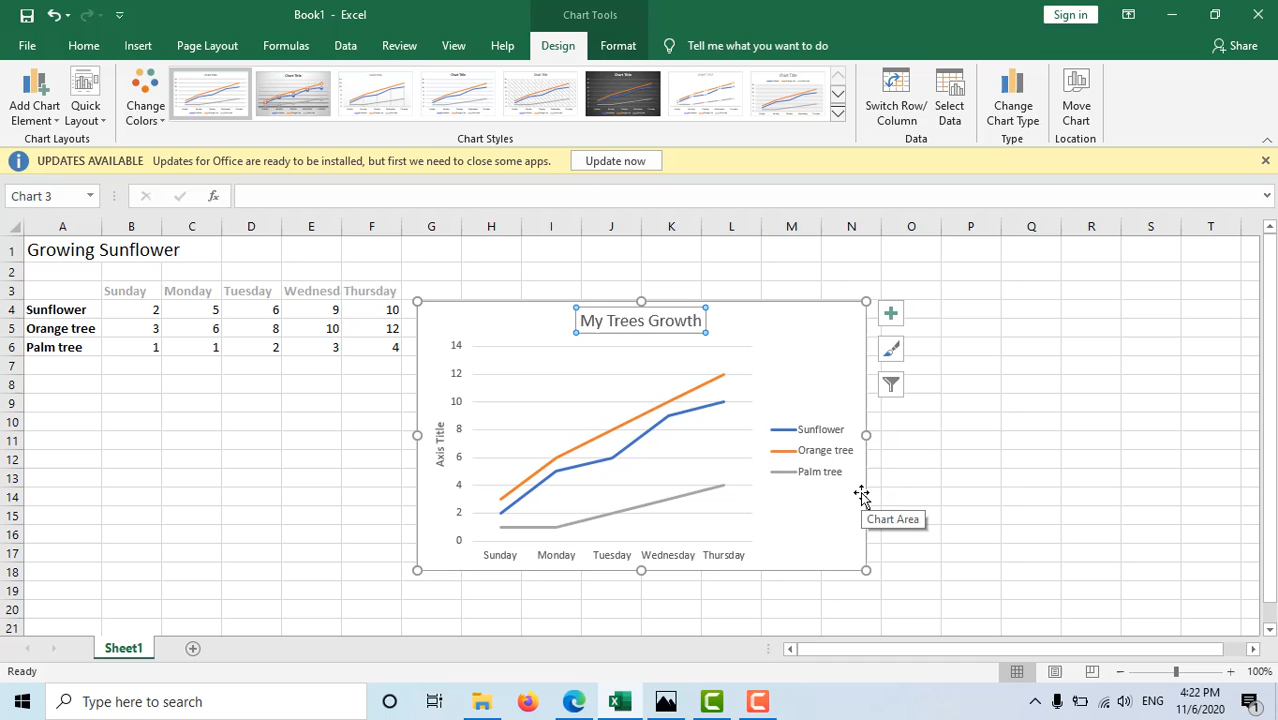 Book1 - Excel
Chart Tools
Sign in
File Home Insert Page Layout Formulas Data Review View Help Design Format Tell me what you want to do Share
Add Chart Element
Quick Layout
Change Colors
Switch Row/ Column
Select Data
Change Chart Type
Move Chart
Chart Layouts Chart Styles Data Type Location
UPDATES AVAILABLE Updates for Office are ready to be installed, but first we need to close some apps. Update now
Chart 3 fx
A B C D E F G H I J K L M N O P Q R S T
1 Growing Sunflower
2
3 Sunday Monday Tuesday Wednesd Thursday
4 Sunflower 2 5 6 9 10
5 Orange tree 3 6 8 10 12
6 Palm tree 1 1 2 3 4
7
8
9
10
11
12
13
14
15
16
17
18
19
20
21
My Trees Growth
14
12
10
8
6
4
2
0
Axis Title
Sunday Monday Tuesday Wednesday Thursday
Sunflower
Orange tree
Palm tree
Chart Area
Sheet1
Ready 100%
Type here to search
ENG
4:22 PM
11/6/2020
1